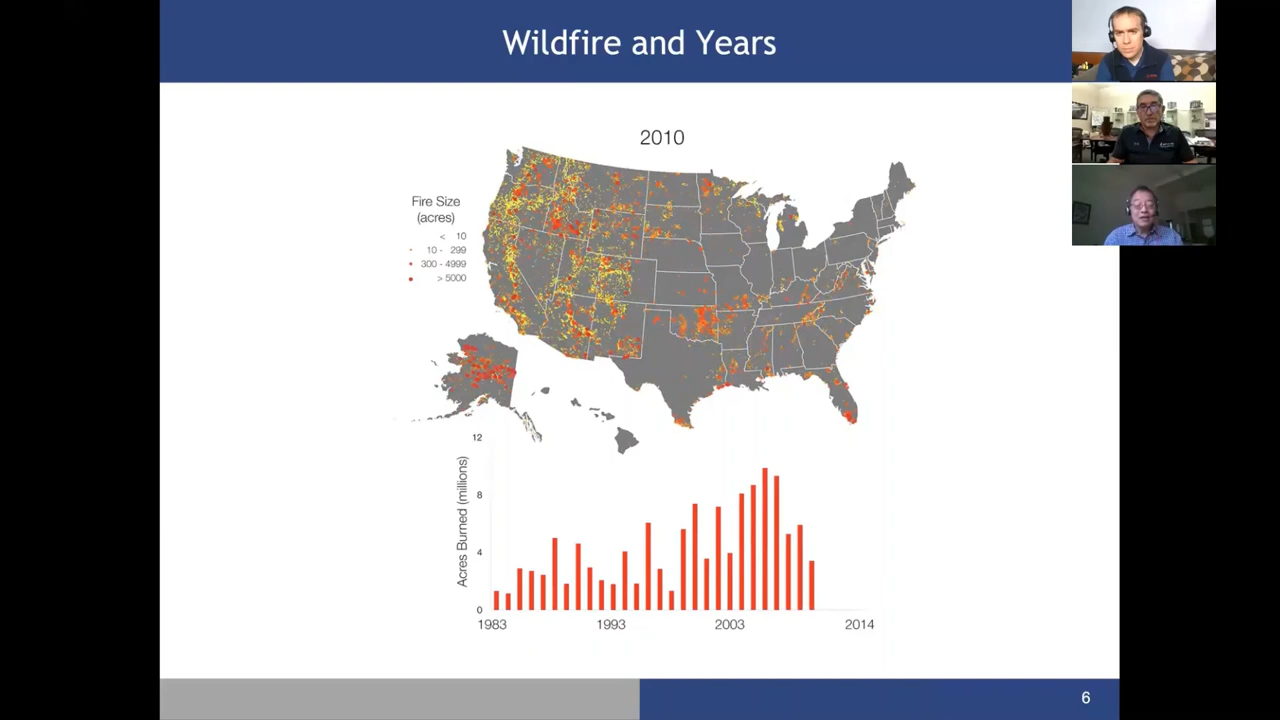 Wildfire and Years
2010
Fire Size
(acres)
< 10
10 - 299
300 - 4999
> 5000
Acres Burned (millions)
12
8
4
0
1983
1993
2003
2014
6